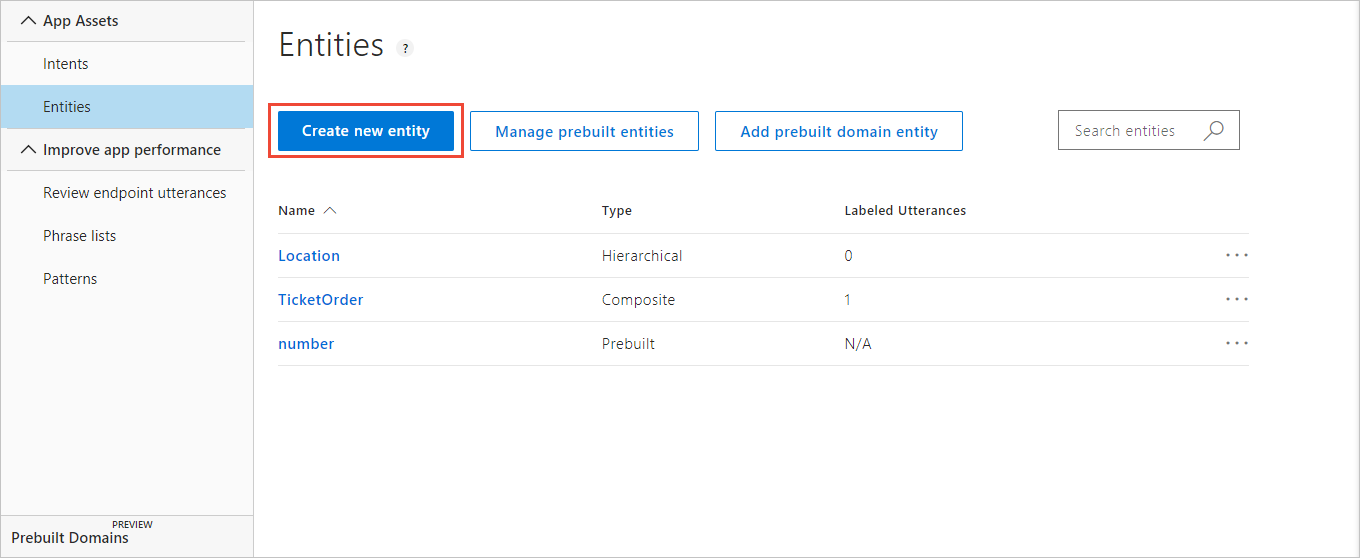 App Assets
Intents
Entities
Improve app performance
Review endpoint utterances
Phrase lists
Patterns
PREVIEW
Prebuilt Domains
Entities ?
Create new entity Manage prebuilt entities Add prebuilt domain entity Search entities
Name Type Labeled Utterances
Location Hierarchical 0 ...
TicketOrder Composite 1 ...
number Prebuilt N/A ...